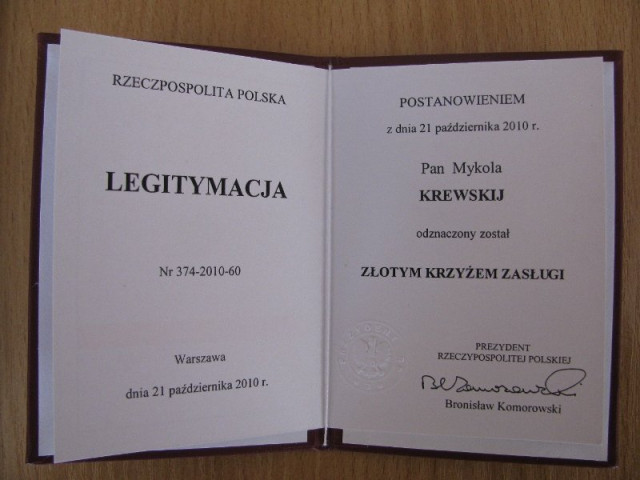 RZECZPOSPOLITA POLSKA
LEGITYMACJA
Nr 374-2010-60
Warszawa
dnia 21 października 2010 r.
POSTANOWIENIEM
z dnia 21 października 2010 r.
Pan Mykola
KREWSKIJ
odznaczony został
ZŁOTYM KRZYŻEM ZASŁUGI
PREZYDENT
RZECZYPOSPOLITEJ POLSKIEJ
Bronisław Komorowski